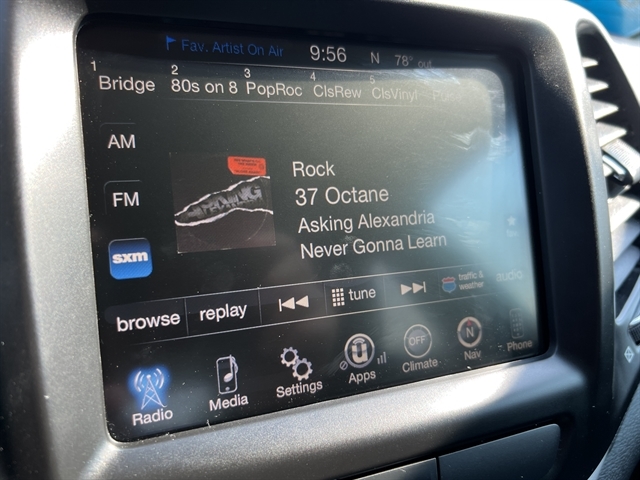 Fav. Artist On Air 9:56 N 78° out
1 Bridge 2 80s on 8 3 PopRoc 4 ClsRew 5 ClsVinyl
AM
FM
sxm
Rock
37 Octane
Asking Alexandria
Never Gonna Learn
browse replay tune traffic & weather audio
Radio Media Settings U Apps OFF Climate N Nav Phone